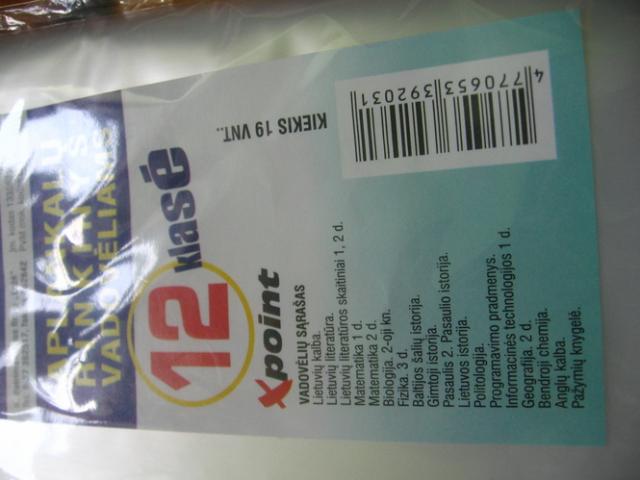 APLANKALŲ
RINKINYS
VADOVĖLIAMS
12
klasė
Xpoint
KIEKIS 19 VNT..
4 770653 392031
VADOVĖLIŲ SĄRAŠAS
Lietuvių kalba.
Lietuvių literatūra.
Lietuvių literatūros skaitiniai 1, 2 d.
Matematika 1 d.
Matematika 2 d.
Biologija. 2-oji kn.
Fizika. 3 d.
Baltijos šalių istorija.
Gimtoji istorija.
Pasaulis 2. Pasaulio istorija.
Lietuvos istorija.
Politologija.
Programavimo pradmenys.
Informacinės technologijos 1 d.
Geografija. 2 d.
Bendroji chemija.
Anglų kalba.
Pažymių knygelė.